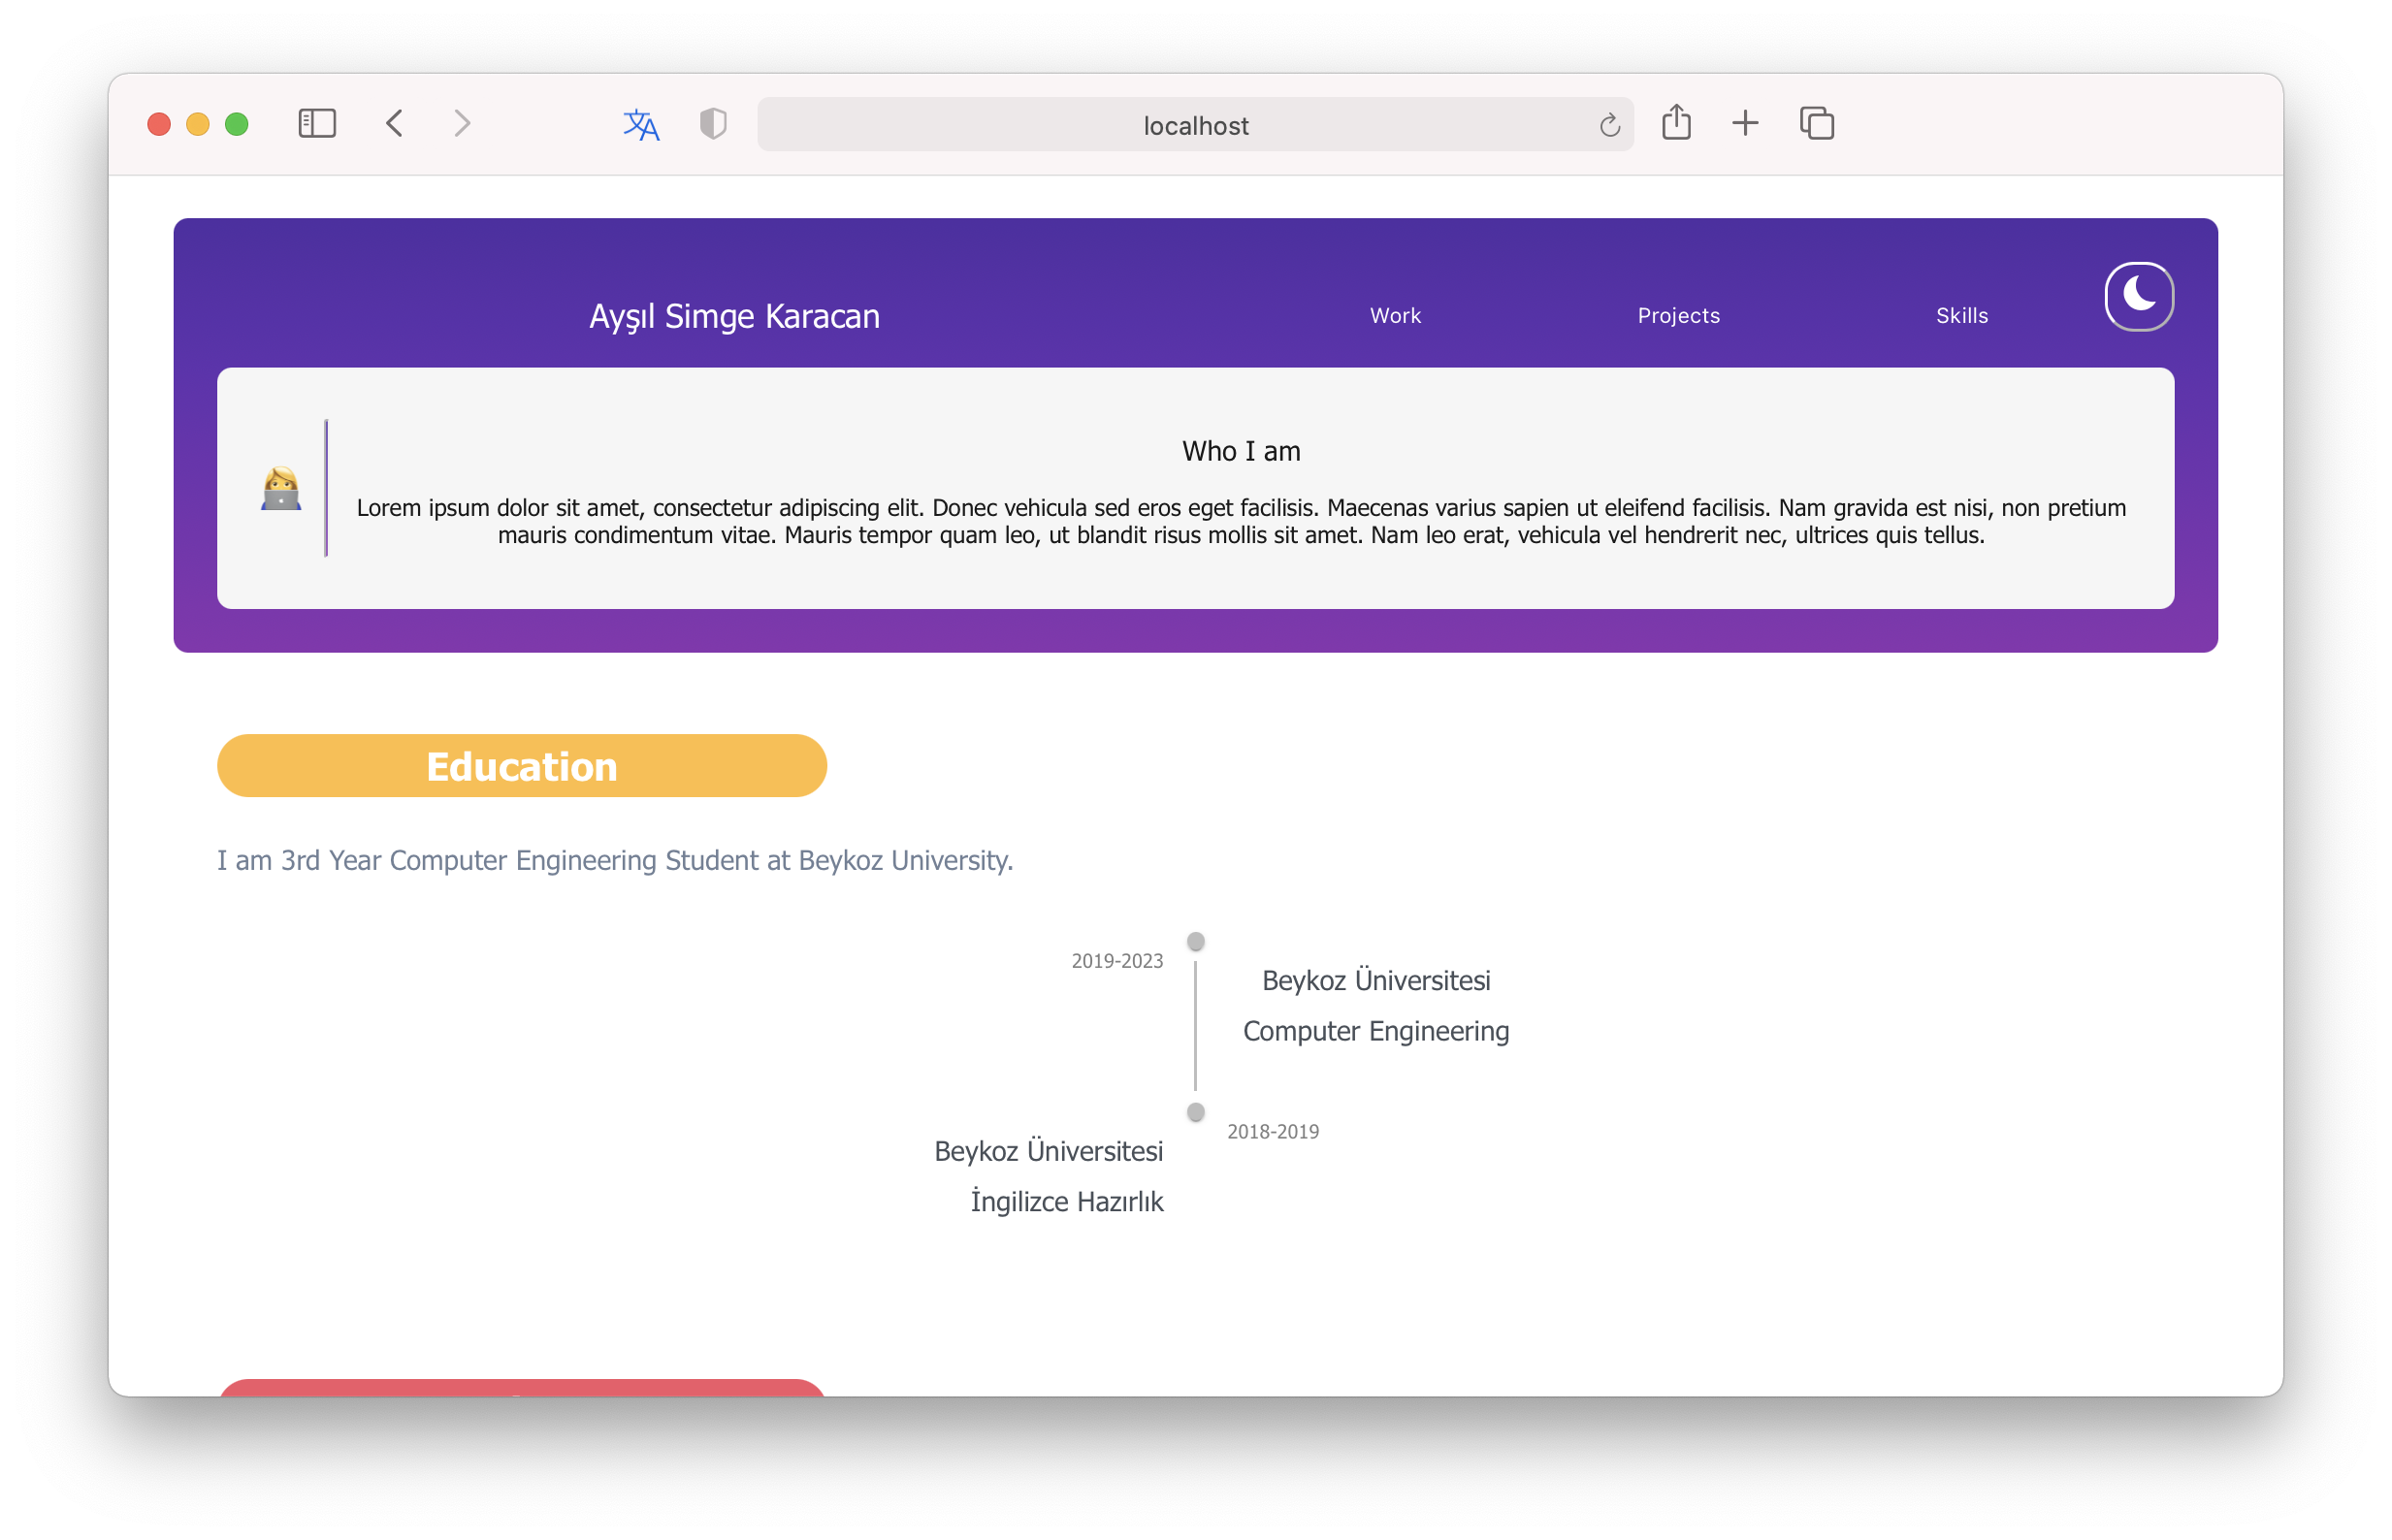 localhost
Ayşıl Simge Karacan
Work
Projects
Skills
Who I am
Lorem ipsum dolor sit amet, consectetur adipiscing elit. Donec vehicula sed eros eget facilisis. Maecenas varius sapien ut eleifend facilisis. Nam gravida est nisi, non pretium
mauris condimentum vitae. Mauris tempor quam leo, ut blandit risus mollis sit amet. Nam leo erat, vehicula vel hendrerit nec, ultrices quis tellus.
Education
I am 3rd Year Computer Engineering Student at Beykoz University.
2019-2023
Beykoz Üniversitesi
Computer Engineering
2018-2019
Beykoz Üniversitesi
İngilizce Hazırlık